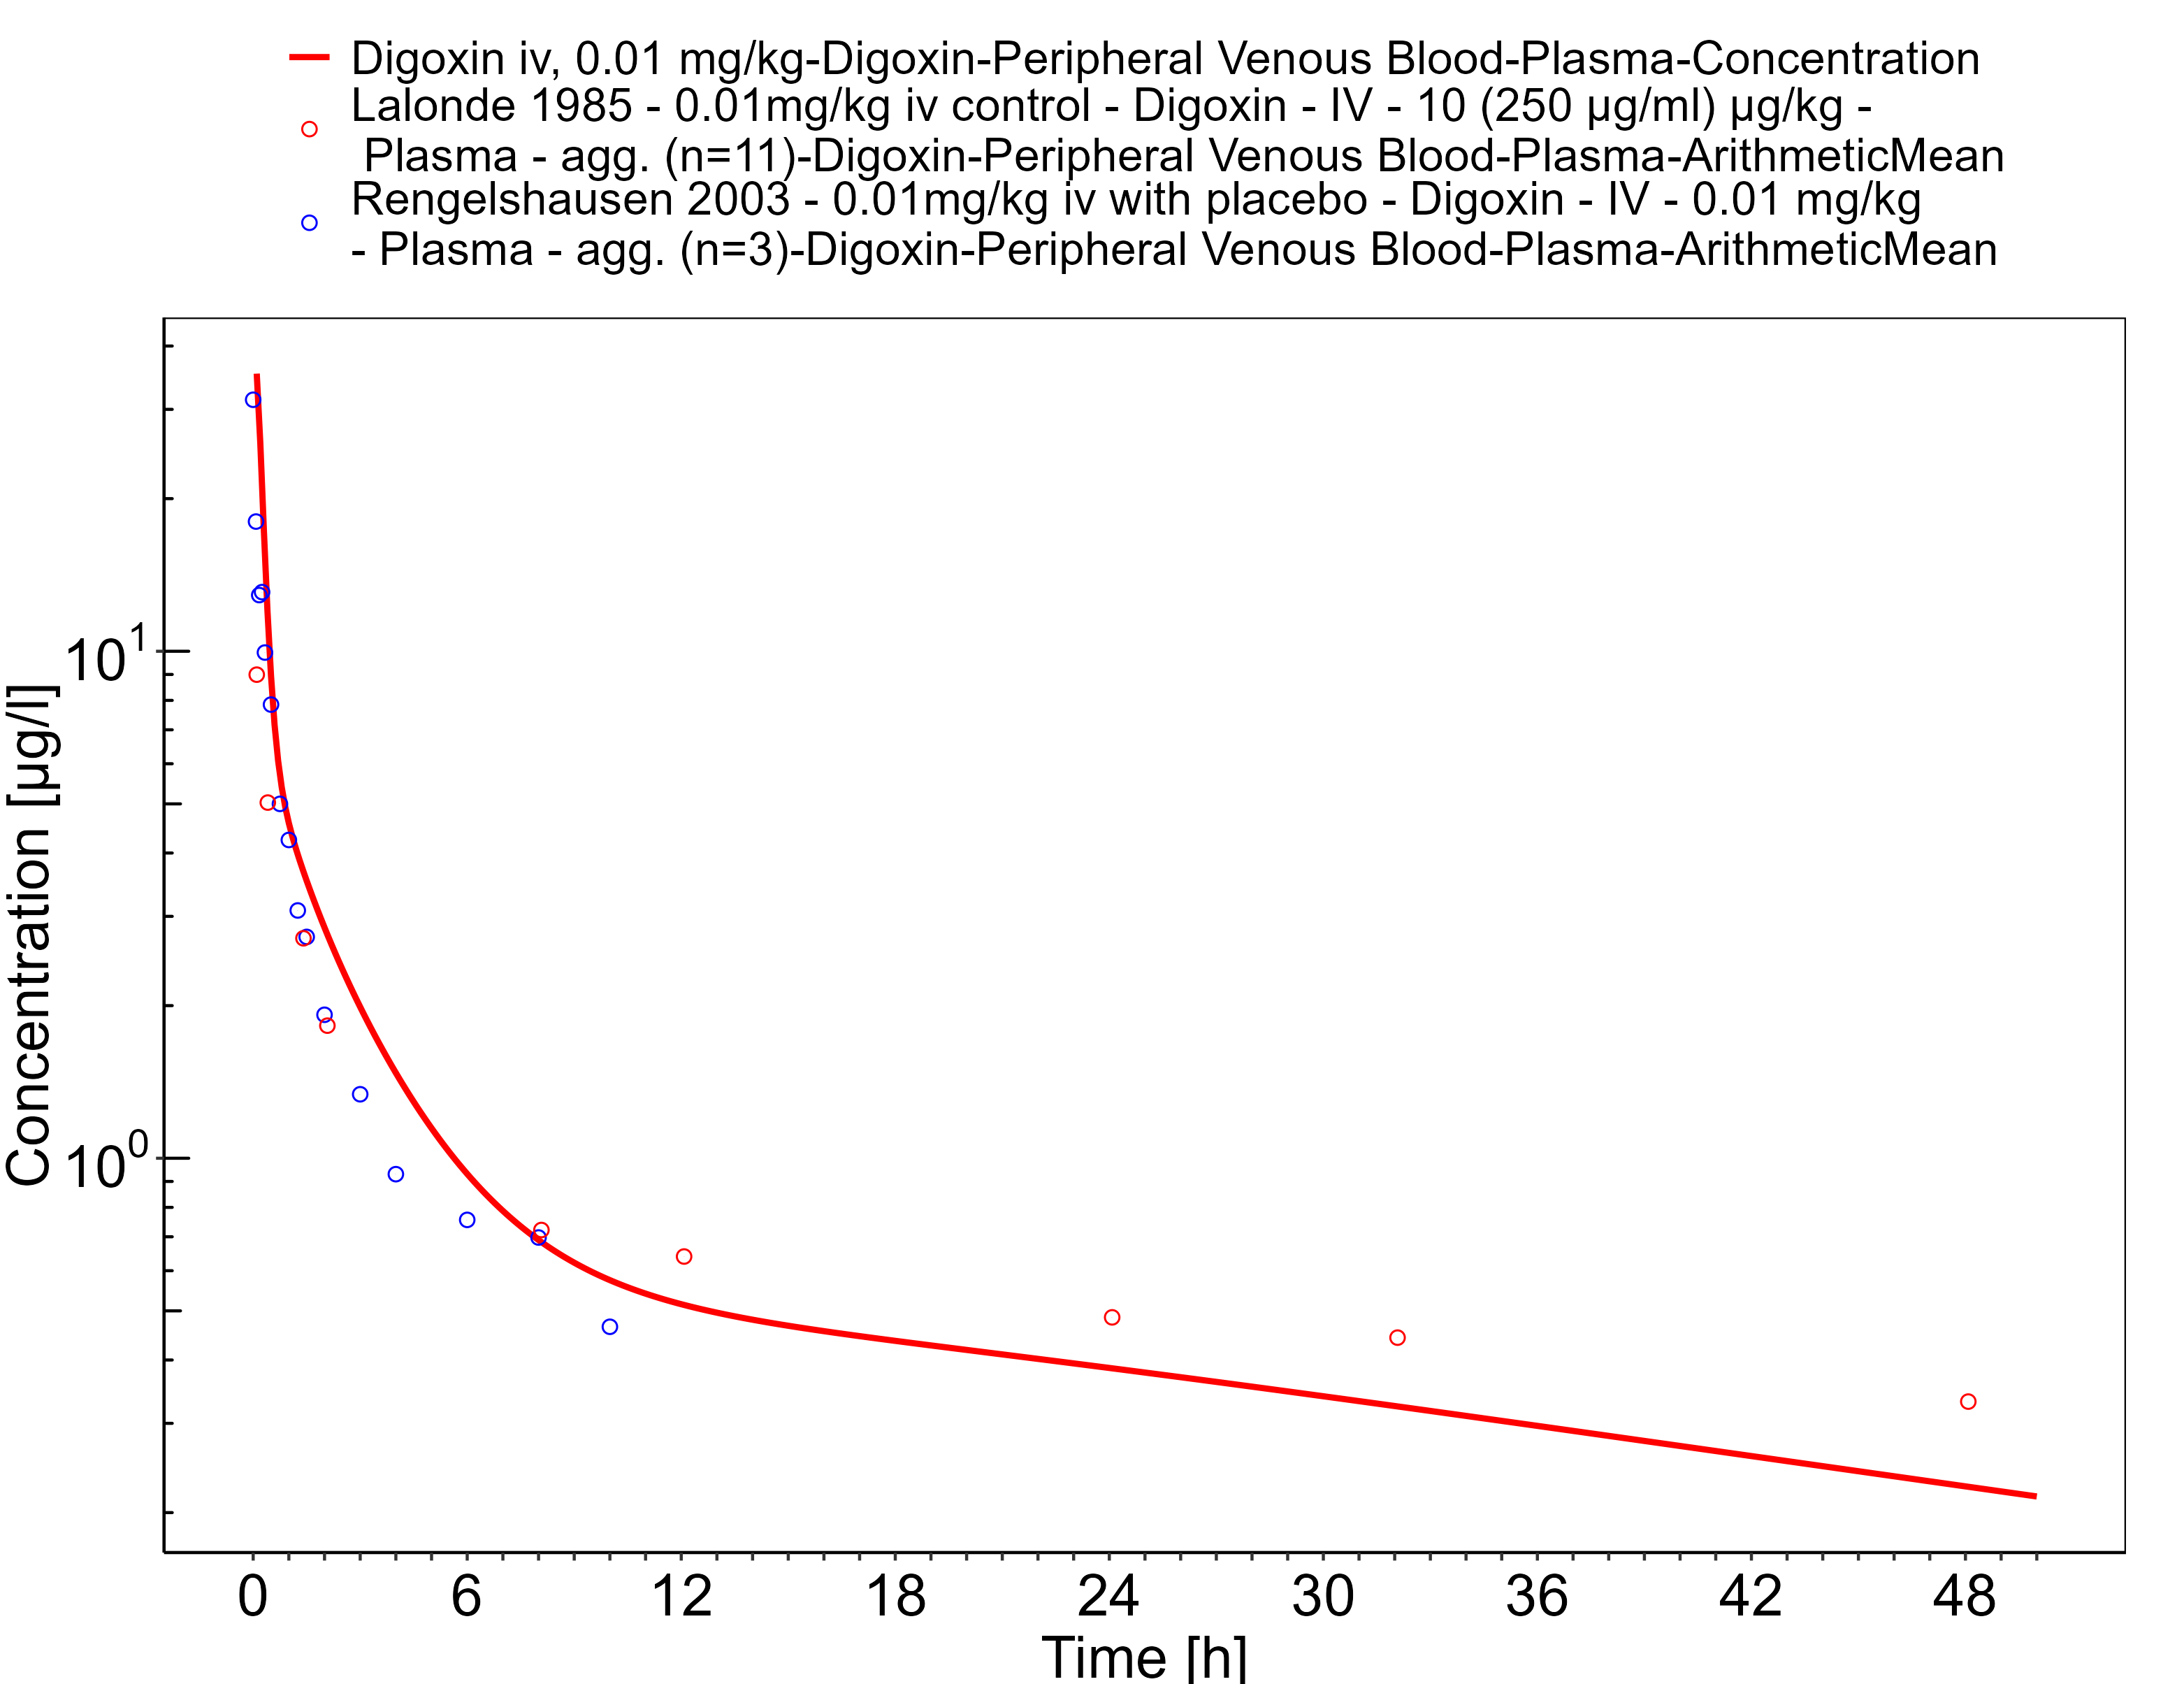 Digoxin iv, 0.01 mg/kg-Digoxin-Peripheral Venous Blood-Plasma-Concentration
Lalonde 1985 - 0.01mg/kg iv control - Digoxin - IV - 10 (250 µg/ml) µg/kg -
Plasma - agg. (n=11)-Digoxin-Peripheral Venous Blood-Plasma-ArithmeticMean
Rengelshausen 2003 - 0.01mg/kg iv with placebo - Digoxin - IV - 0.01 mg/kg
- Plasma - agg. (n=3)-Digoxin-Peripheral Venous Blood-Plasma-ArithmeticMean
Concentration [µg/l]
10¹
10⁰
0 6 12 18 24 30 36 42 48
Time [h]